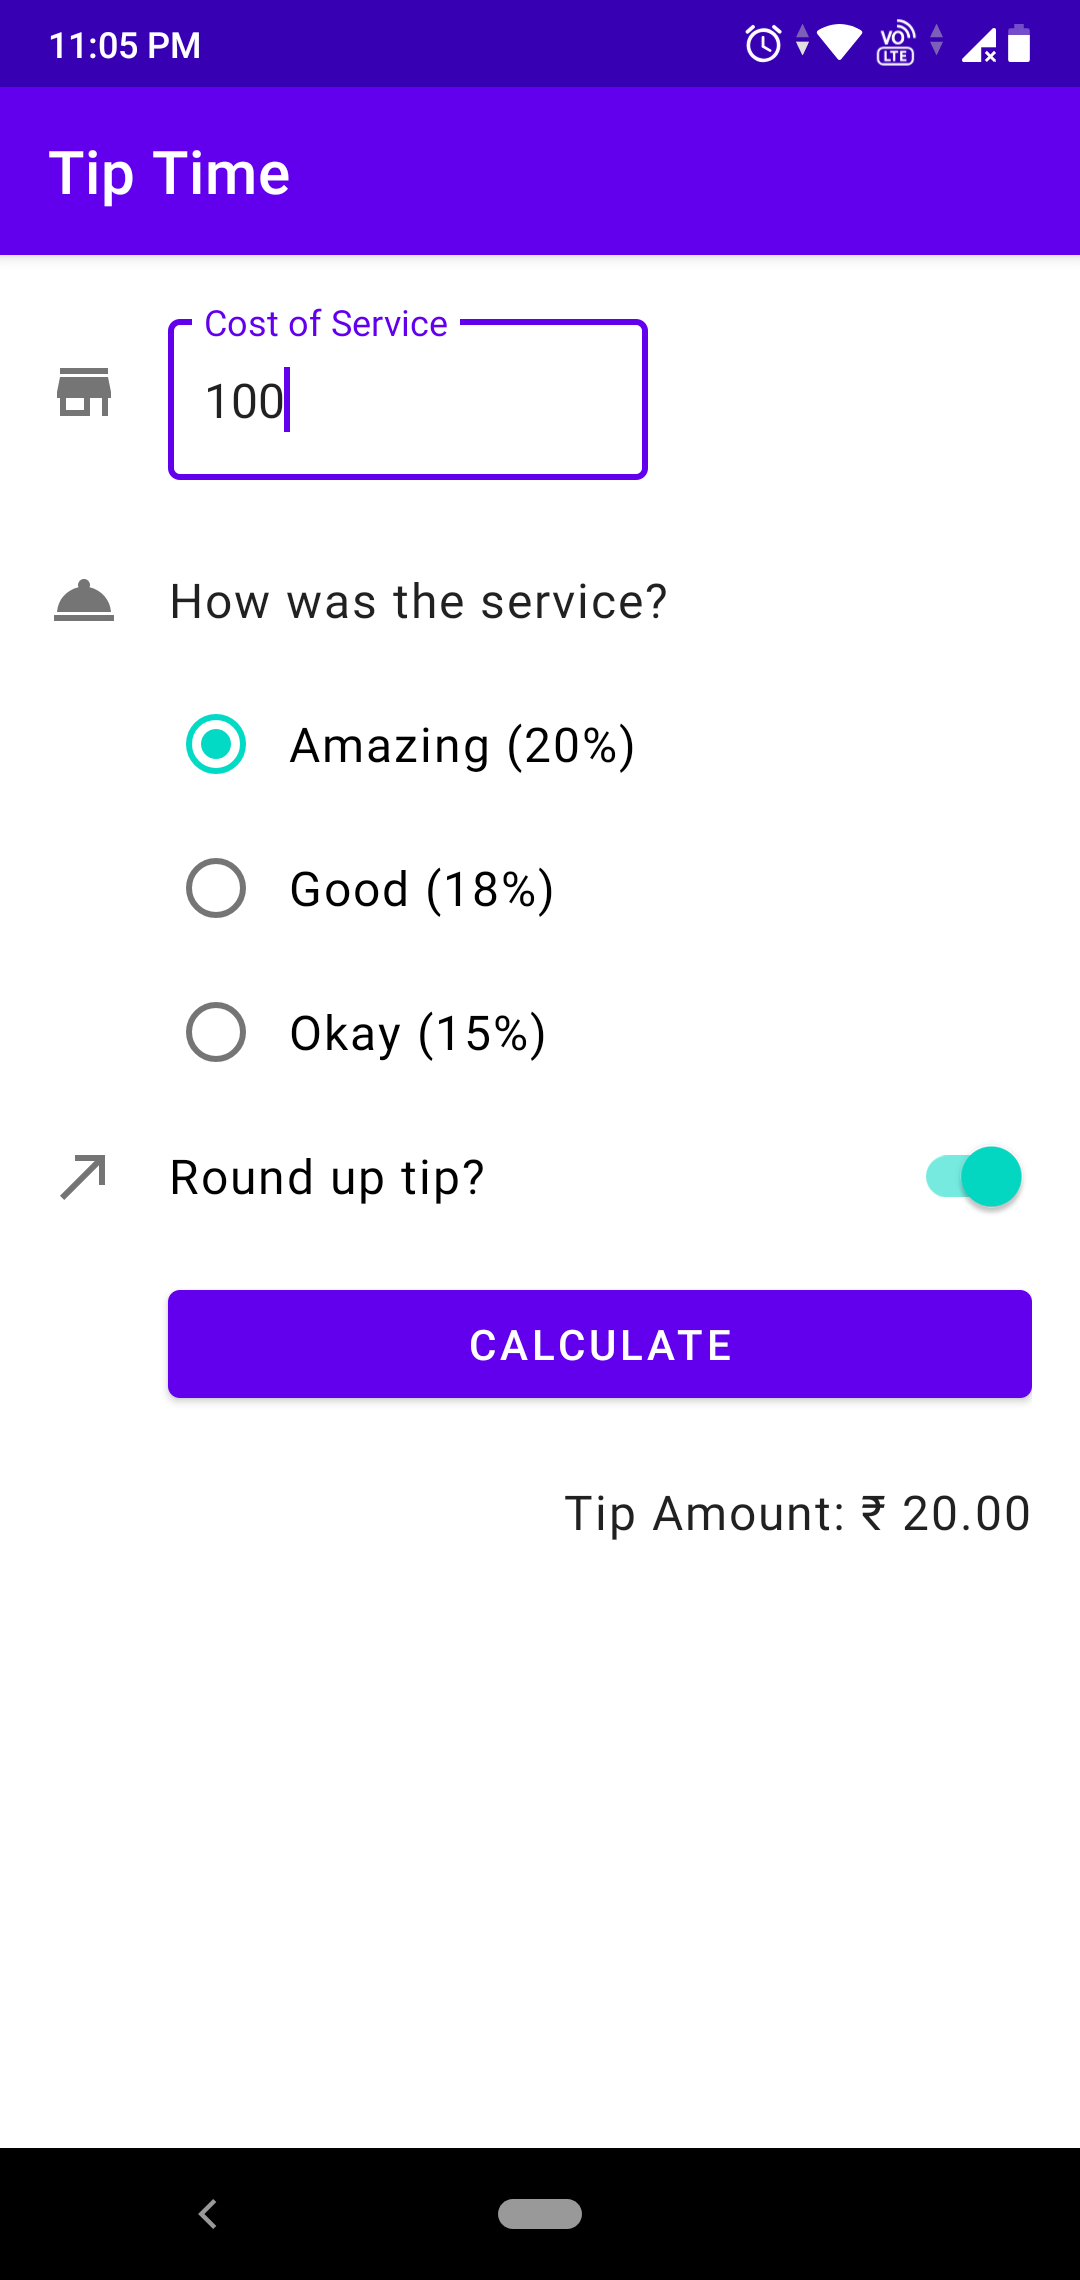 11:05 PM
VO
LTE
Tip Time
Cost of Service
100
How was the service?
Amazing (20%)
Good (18%)
Okay (15%)
Round up tip?
CALCULATE
Tip Amount: ₹ 20.00